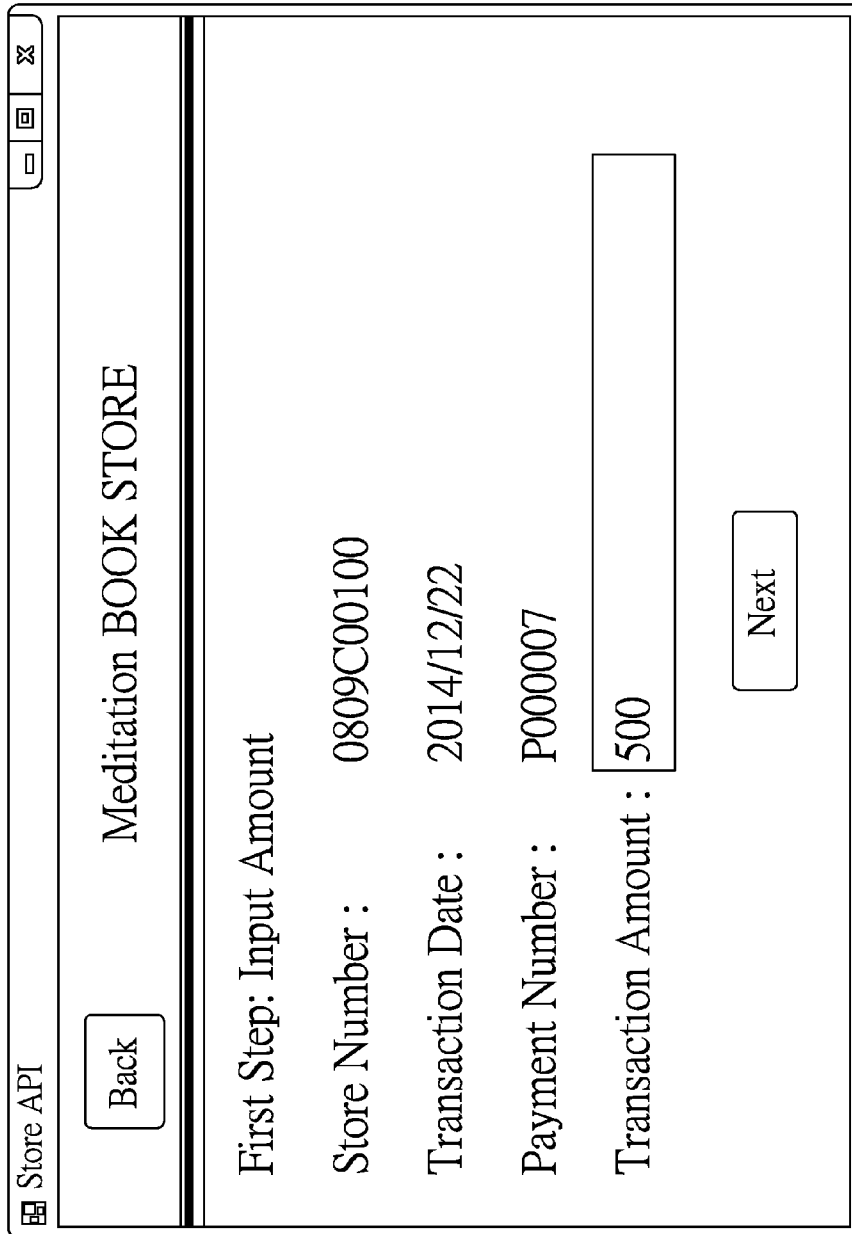 Store API
Back
Meditation BOOK STORE
First Step: Input Amount
Store Number : 0809C00100
Transaction Date : 2014/12/22
Payment Number : P000007
Transaction Amount : 500
Next